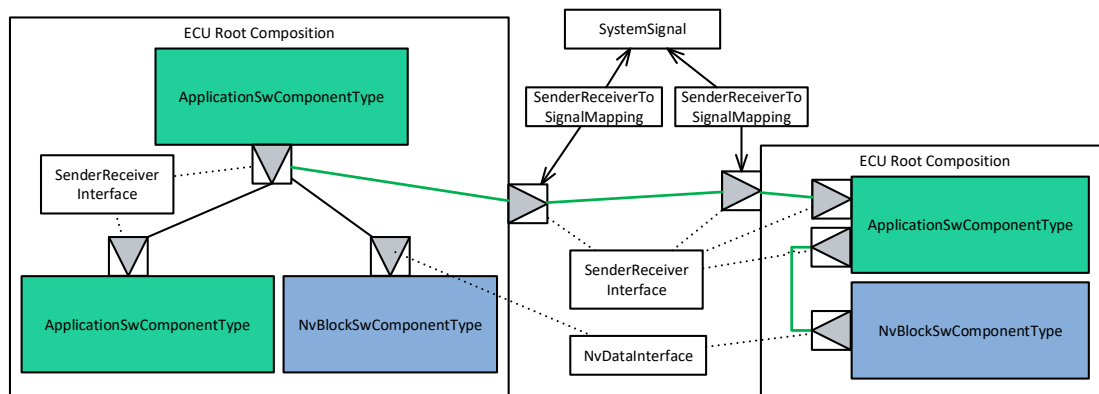 ECU Root Composition
ApplicationSwComponentType
SenderReceiver
Interface
ApplicationSwComponentType
NvBlockSwComponentType
SystemSignal
SenderReceiverTo
SignalMapping
SenderReceiverTo
SignalMapping
SenderReceiver
Interface
NvDataInterface
ECU Root Composition
ApplicationSwComponentType
NvBlockSwComponentType